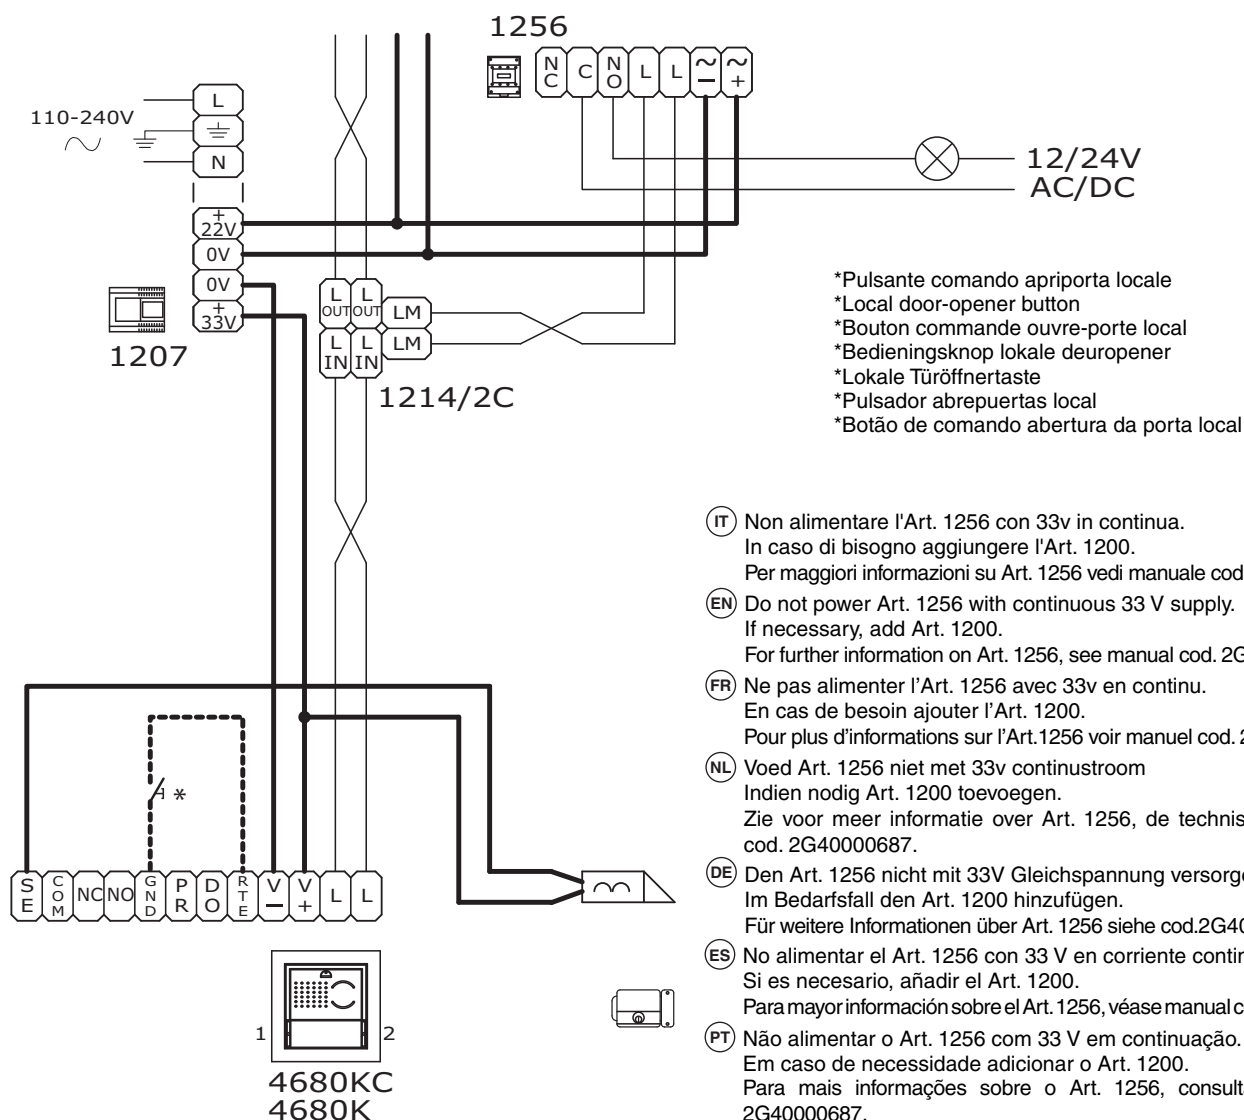 1256
NC C NO L L ~− ~+
110-240V
L
N
12/24V
AC/DC
+
22V
0V
0V
+
33V
1207
L OUT L OUT LM
L IN L IN LM
1214/2C
*Pulsante comando apriporta locale
*Local door-opener button
*Bouton commande ouvre-porte local
*Bedieningsknop lokale deuropener
*Lokale Türöffnertaste
*Pulsador abrepuertas local
*Botão de comando abertura da porta local
IT Non alimentare l'Art. 1256 con 33v in continua.
In caso di bisogno aggiungere l'Art. 1200.
Per maggiori informazioni su Art. 1256 vedi manuale cod
EN Do not power Art. 1256 with continuous 33 V supply.
If necessary, add Art. 1200.
For further information on Art. 1256, see manual cod. 2G
FR Ne pas alimenter l’Art. 1256 avec 33v en continu.
En cas de besoin ajouter l’Art. 1200.
Pour plus d’informations sur l’Art.1256 voir manuel cod.
NL Voed Art. 1256 niet met 33v continustroom
Indien nodig Art. 1200 toevoegen.
Zie voor meer informatie over Art. 1256, de technis
cod. 2G40000687.
DE Den Art. 1256 nicht mit 33V Gleichspannung versorg
Im Bedarfsfall den Art. 1200 hinzufügen.
Für weitere Informationen über Art. 1256 siehe cod.2G4
ES No alimentar el Art. 1256 con 33 V en corriente contin
Si es necesario, añadir el Art. 1200.
Para mayor información sobre el Art. 1256, véase manual c
PT Não alimentar o Art. 1256 com 33 V em continuação.
Em caso de necessidade adicionar o Art. 1200.
Para mais informações sobre o Art. 1256, consult
2G40000687.
*
SE COM NC NO GND PR DO RTE V− V+ L L
1 2
4680KC
4680K